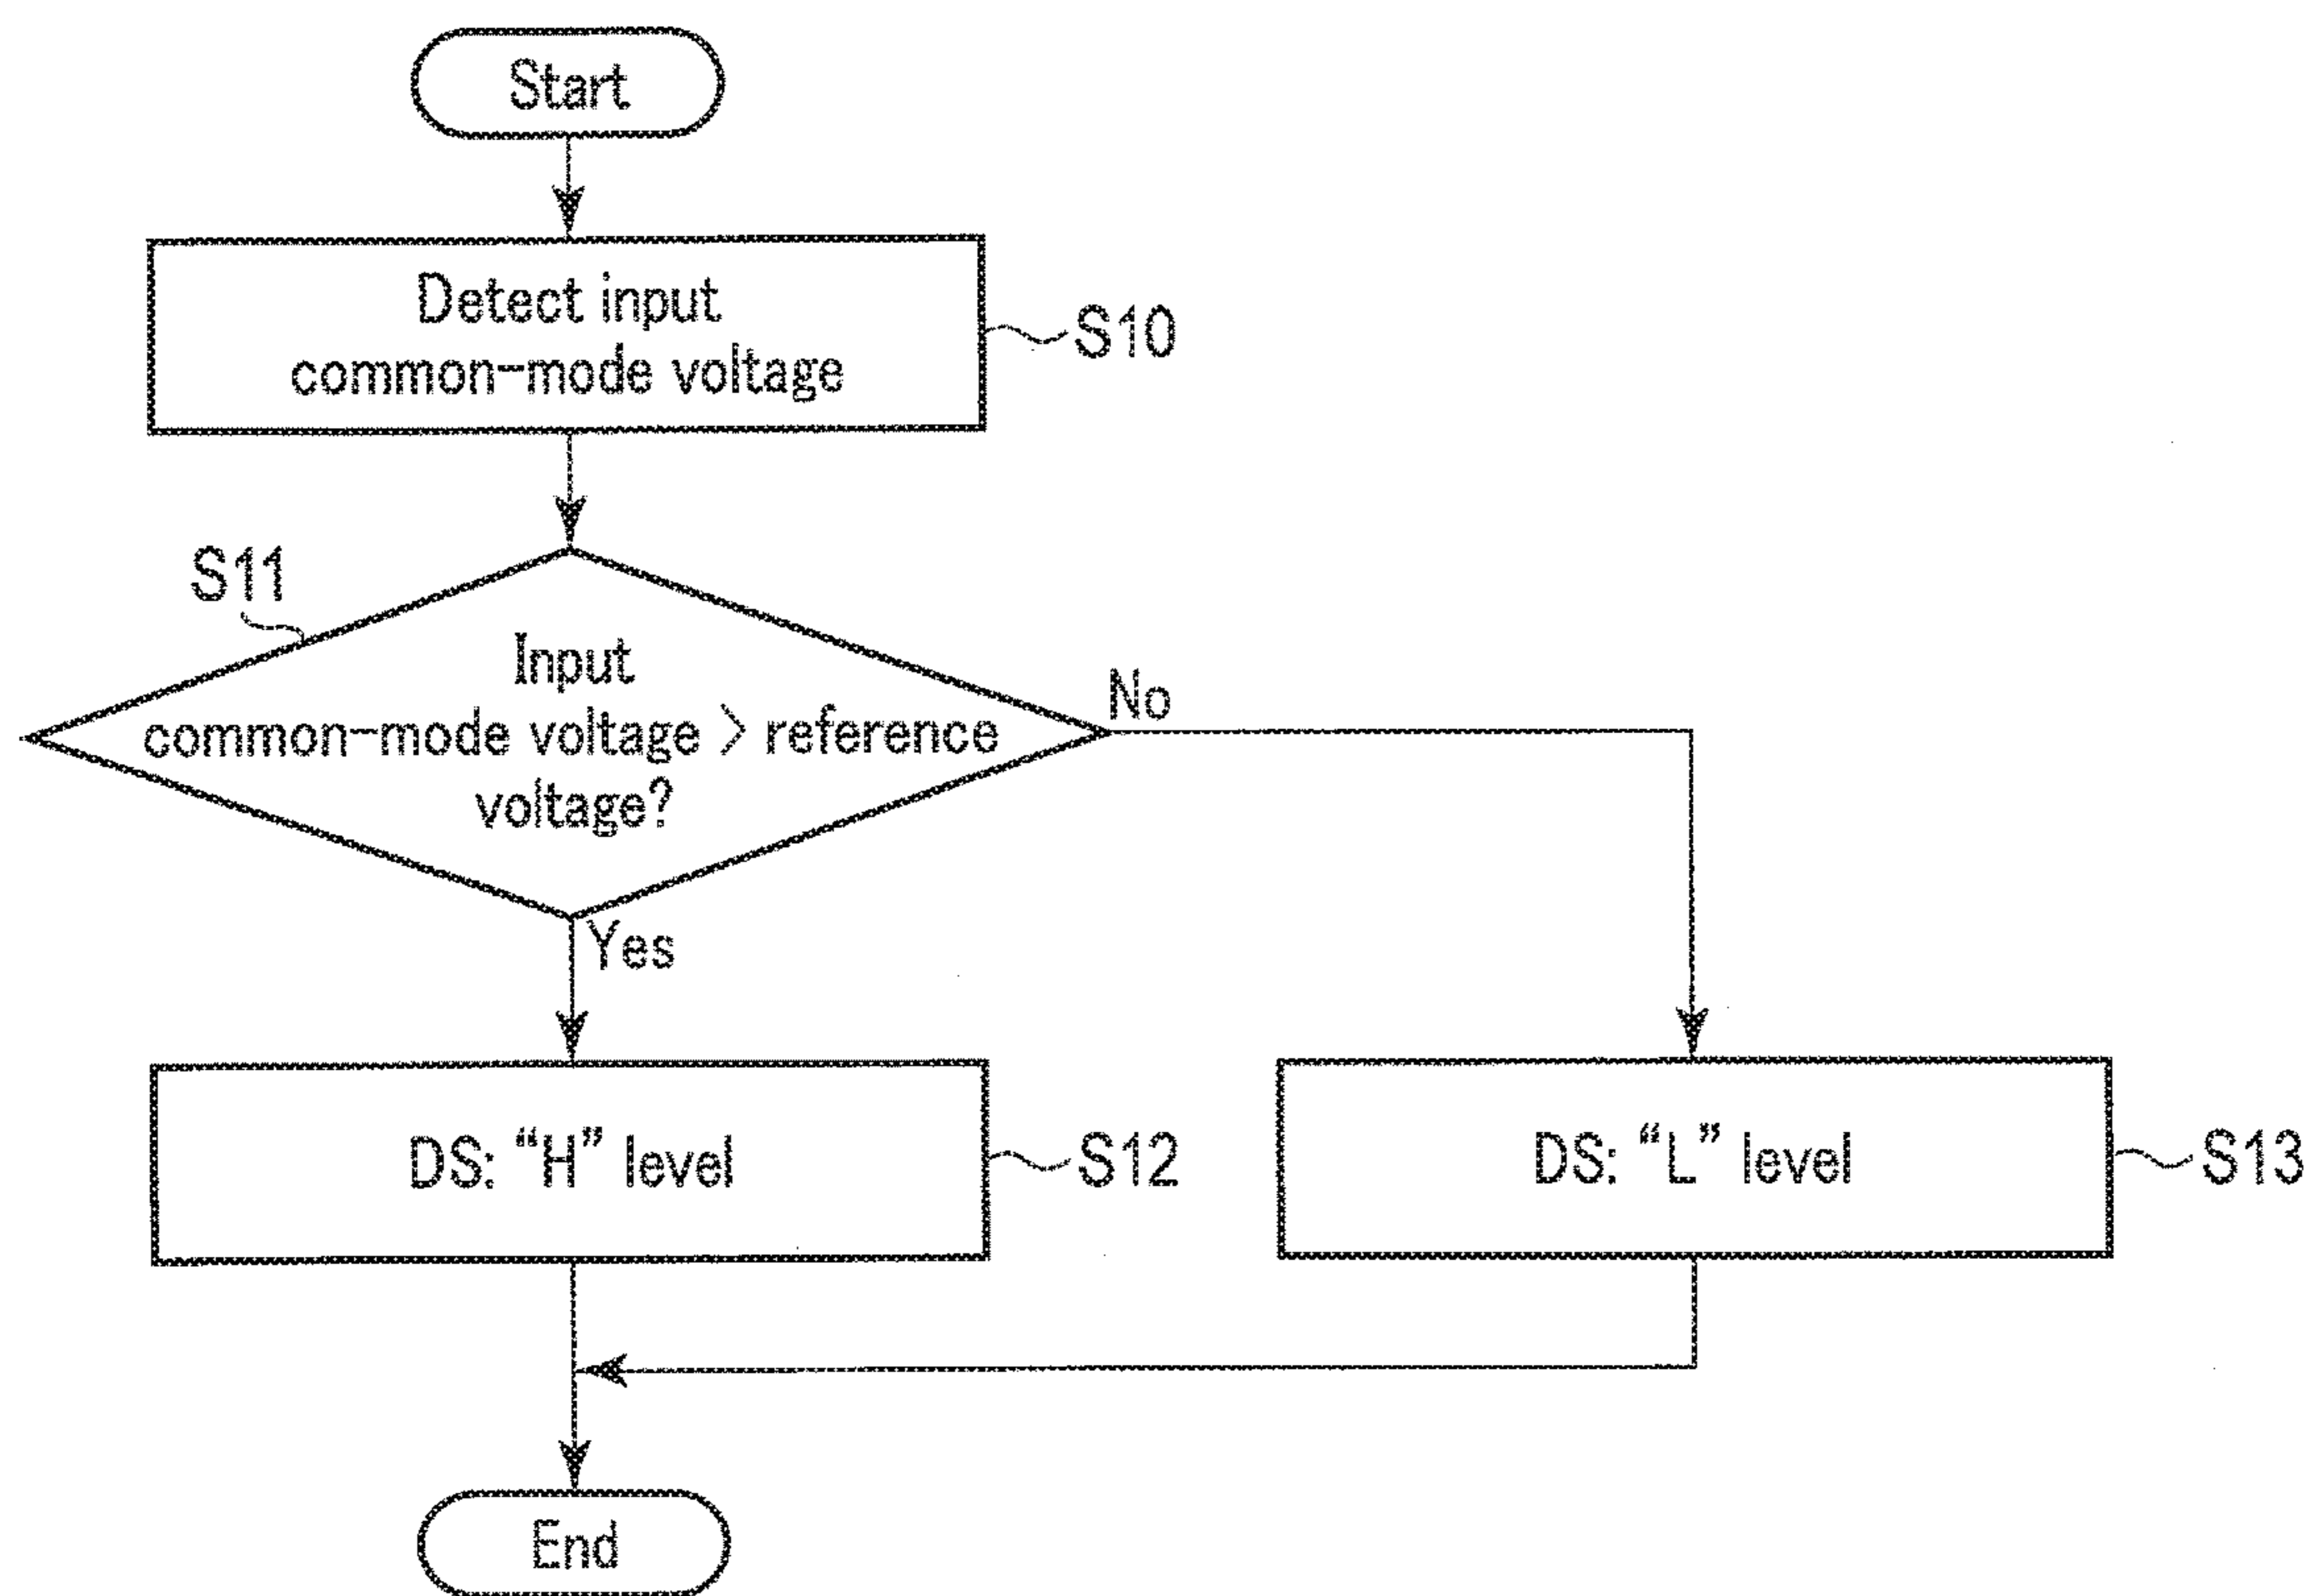 Start
Detect input
common-mode voltage
S10
S11
Input
common-mode voltage > reference
voltage?
No
Yes
DS: “H” level
S12
DS: “L” level
S13
End